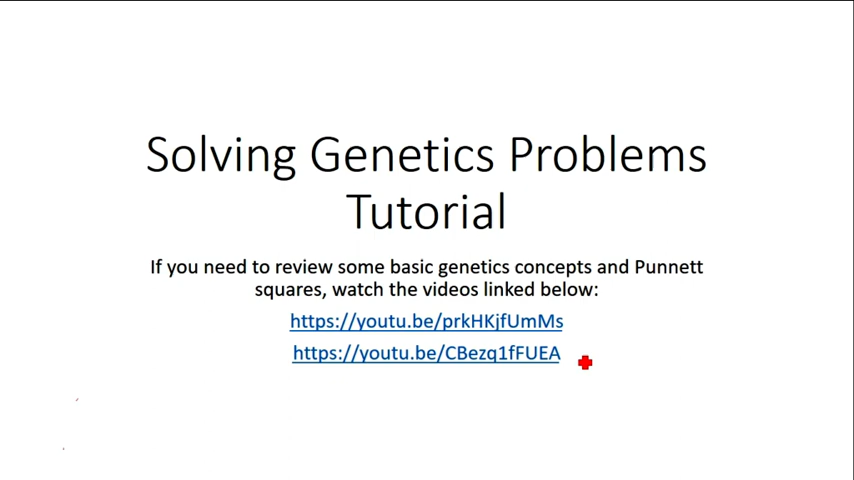 Solving Genetics Problems
Tutorial
If you need to review some basic genetics concepts and Punnett
squares, watch the videos linked below:
https://youtu.be/prkHKjfUmMs
https://youtu.be/CBezq1fFUEA